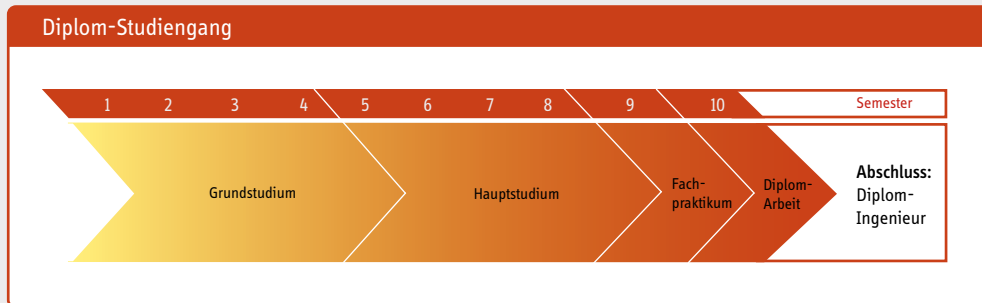 Diplom-Studiengang
1 2 3 4 5 6 7 8 9 10 Semester
Grundstudium
Hauptstudium
Fach-
praktikum
Diplom-
Arbeit
Abschluss:
Diplom-
Ingenieur